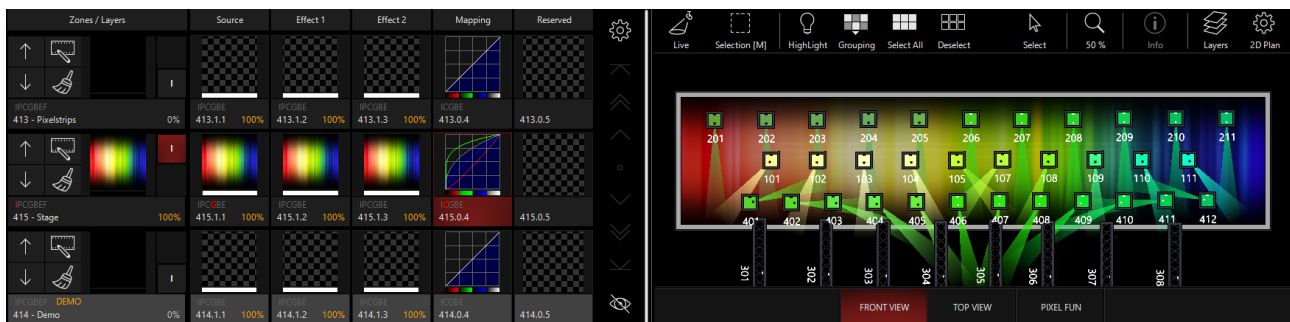 Zones / Layers Source Effect 1 Effect 2 Mapping Reserved
I
IPCGBEF IPCGBE IPCGBE IPCGBE ICGBE
413 - Pixelstrips 0% 413.1.1 100% 413.1.2 100% 413.1.3 100% 413.0.4 413.0.5
I
IPCGBEF IPCGBE IPCGBE IPCGBE ICGBE
415 - Stage 100% 415.1.1 100% 415.1.2 100% 415.1.3 100% 415.0.4 415.0.5
I
IPCGBEF DEMO IPCGBE IPCGBE IPCGBE ICGBE
414 - Demo 0% 414.1.1 100% 414.1.2 100% 414.1.3 100% 414.0.4 414.0.5
Live Selection [M] HighLight Grouping Select All Deselect Select 50 % Info Layers 2D Plan
201 202 203 204 205 206 207 208 209 210 211
101 102 103 104 105 107 108 109 110 111
401 402 403 404 405 406 407 408 409 410 411 412
301 302 303 304 305 306 307 308
FRONT VIEW TOP VIEW PIXEL FUN